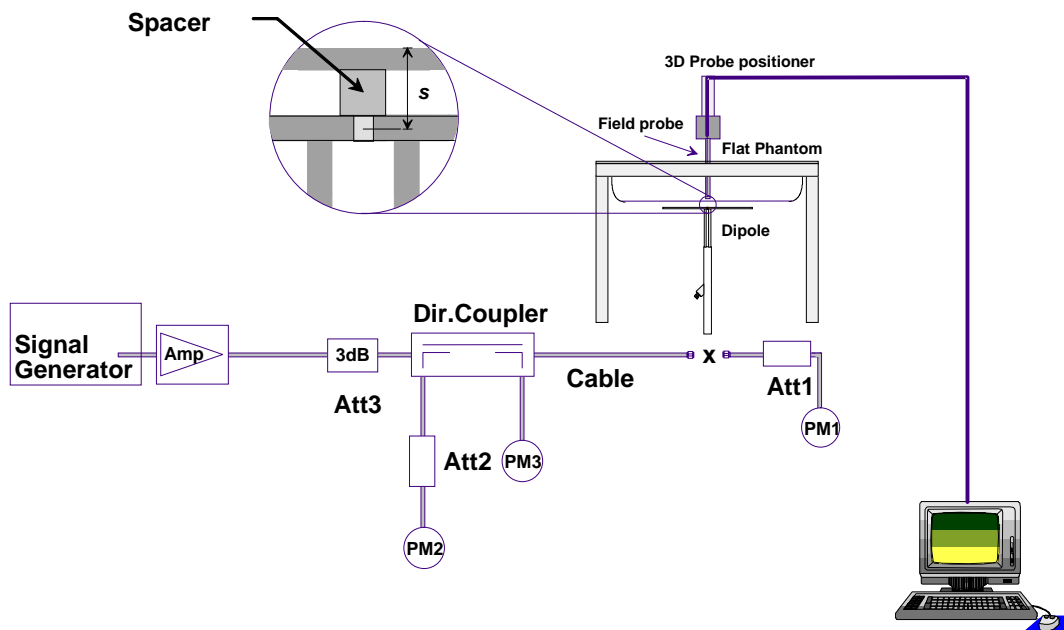 Spacer
s
3D Probe positioner
Field probe
Flat Phantom
Dipole
Dir.Coupler
Signal
Generator
Amp
3dB
x
Cable
Att3
Att1
PM1
Att2
PM3
PM2